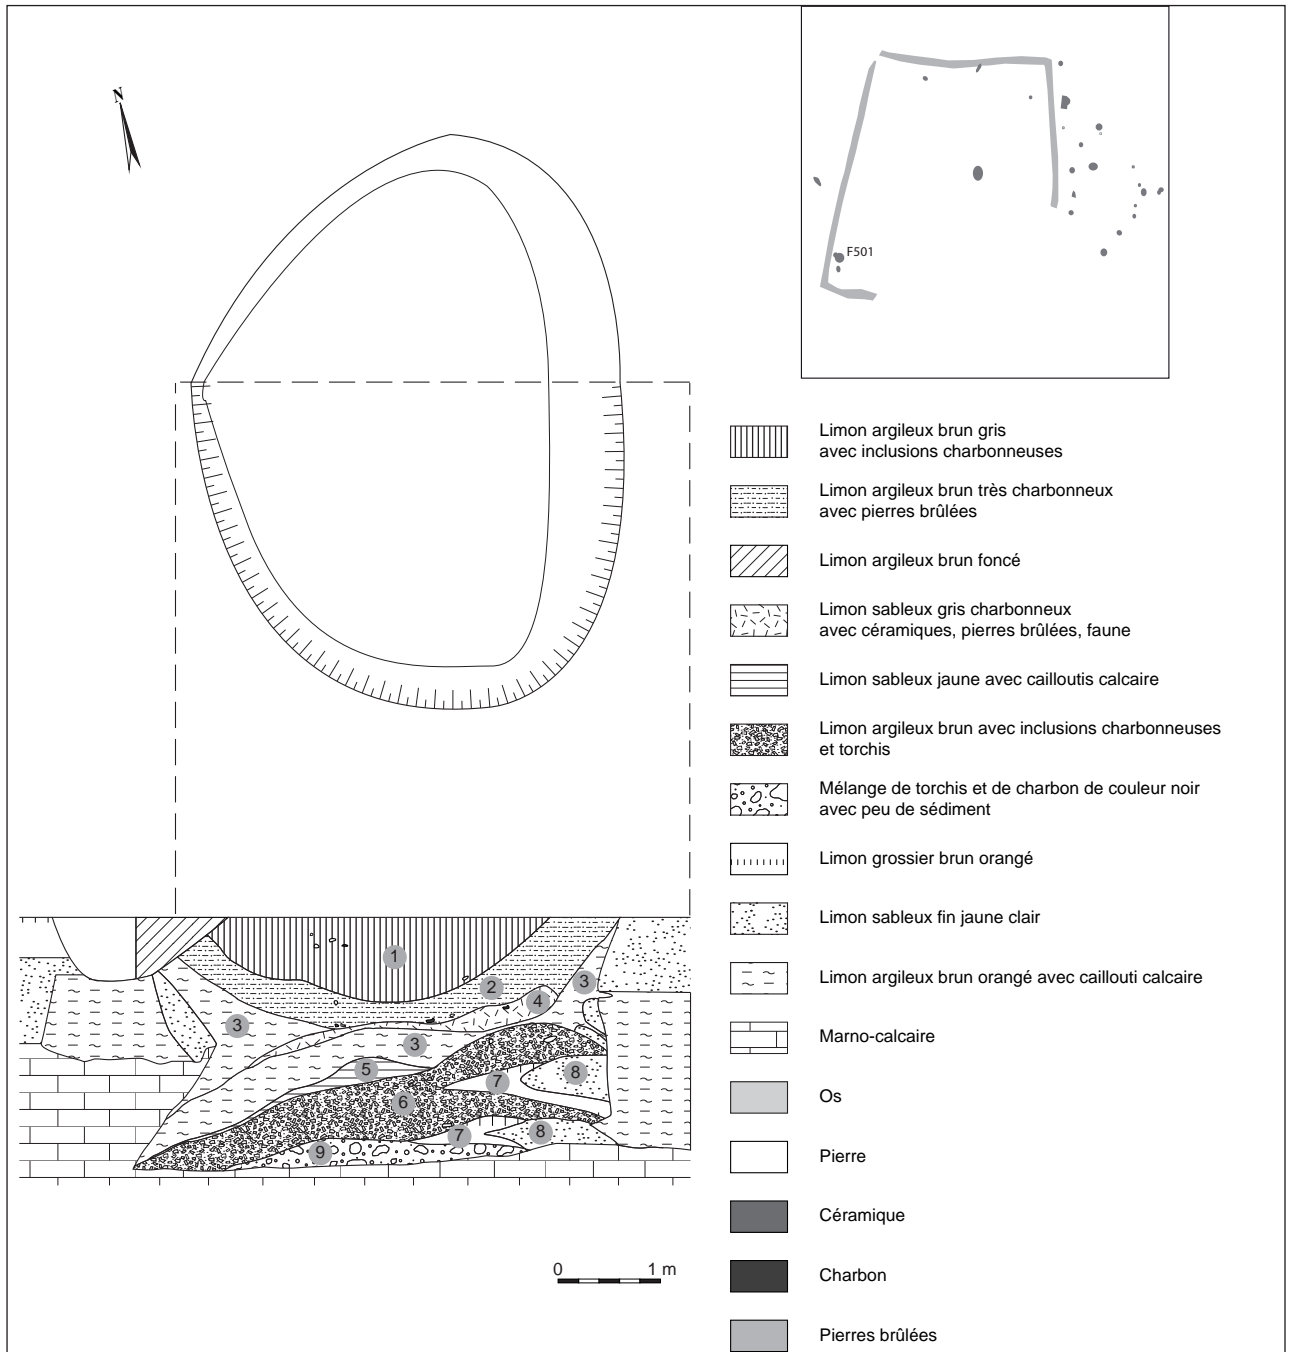 N
F501
Limon argileux brun gris
avec inclusions charbonneuses
Limon argileux brun très charbonneux
avec pierres brûlées
Limon argileux brun foncé
Limon sableux gris charbonneux
avec céramiques, pierres brûlées, faune
Limon sableux jaune avec cailloutis calcaire
Limon argileux brun avec inclusions charbonneuses
et torchis
Mélange de torchis et de charbon de couleur noir
avec peu de sédiment
Limon grossier brun orangé
Limon sableux fin jaune clair
Limon argileux brun orangé avec caillouti calcaire
Marno-calcaire
Os
Pierre
Céramique
Charbon
Pierres brûlées
1
2
3
4
3
3
5
8
7
6
7
8
9
0 1 m